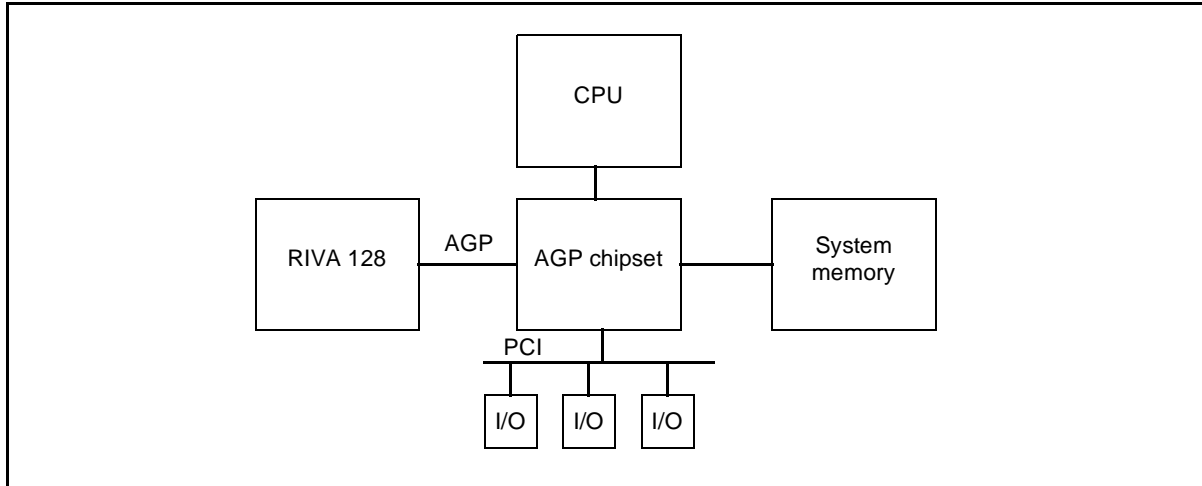 CPU
RIVA 128
AGP
AGP chipset
System
memory
PCI
I/O
I/O
I/O